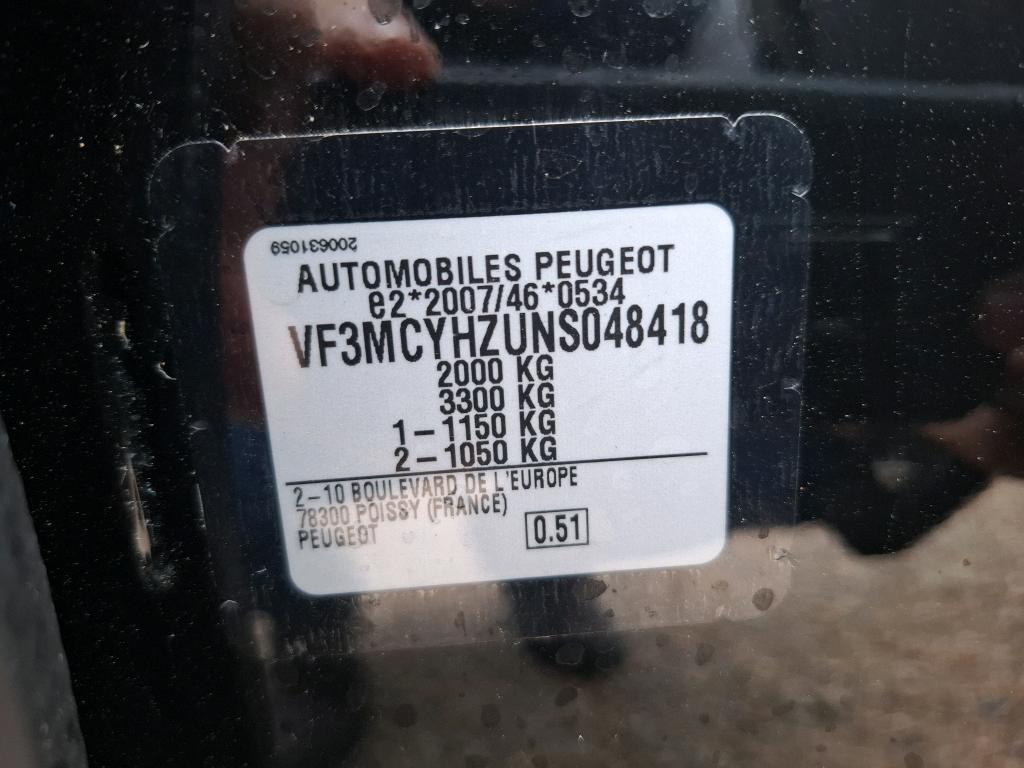 200631059
AUTOMOBILES PEUGEOT
e2*2007/46*0534
VF3MCYHZUNS048418
2000 KG
3300 KG
1-1150 KG
2-1050 KG
2-10 BOULEVARD DE L'EUROPE
78300 POISSY (FRANCE)
PEUGEOT
0.51